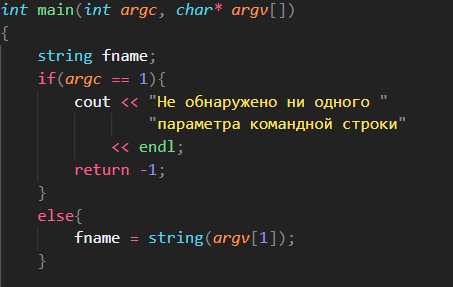 int main(int argc, char* argv[])
{
    string fname;
    if(argc == 1){
        cout << "Не обнаружено ни одного "
                "параметра командной строки"
            << endl;
        return -1;
    }
    else{
        fname = string(argv[1]);
    }